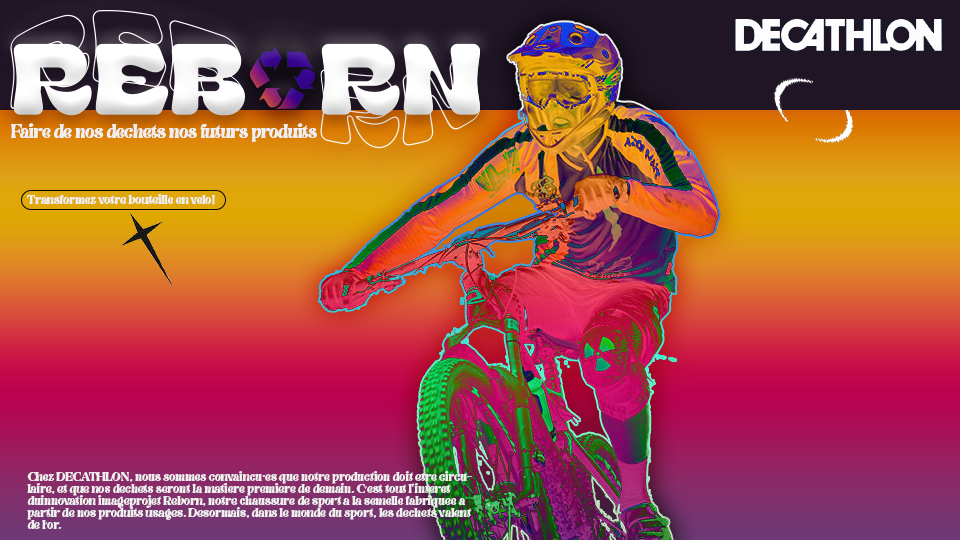 REBORN
DECATHLON
Faire de nos dechets nos futurs produits
Transformez votre bouteille en velo!
Chez DECATHLON, nous sommes convaincu·es que notre production doit etre circu-
laire, et que nos dechets seront la matiere premiere de demain. C'est tout l'interet
duinnovation imageprojet Reborn, notre chaussure de sport a le semelle fabriquee a
partir de nos produits usages. Desormais, dans le monde du sport, les dechets valent
de l'or.